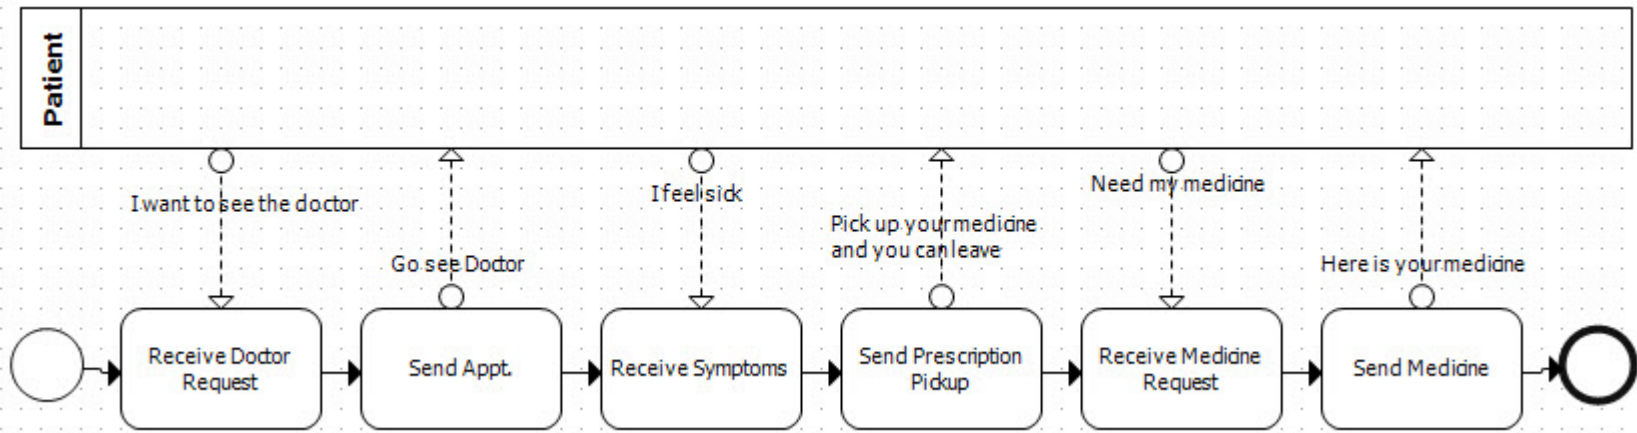 Patient
I want to see the doctor
Go see Doctor
I feel sick
Pick up your medicine
and you can leave
Need my medicine
Here is your medicine
Receive Doctor
Request
Send Appt.
Receive Symptoms
Send Prescription
Pickup
Receive Medicine
Request
Send Medicine